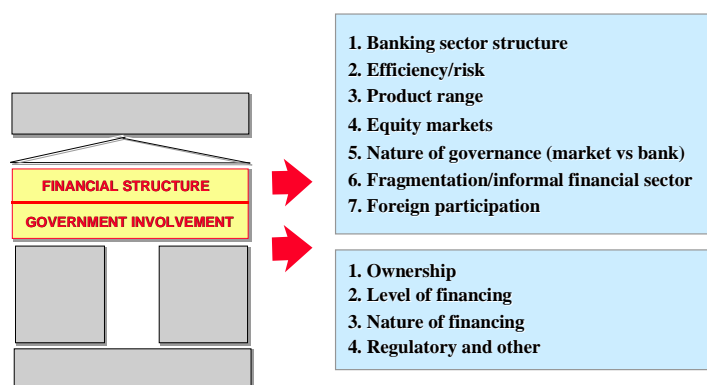 FINANCIAL STRUCTURE
GOVERNMENT INVOLVEMENT
1. Banking sector structure
2. Efficiency/risk
3. Product range
4. Equity markets
5. Nature of governance (market vs bank)
6. Fragmentation/informal financial sector
7. Foreign participation
1. Ownership
2. Level of financing
3. Nature of financing
4. Regulatory and other